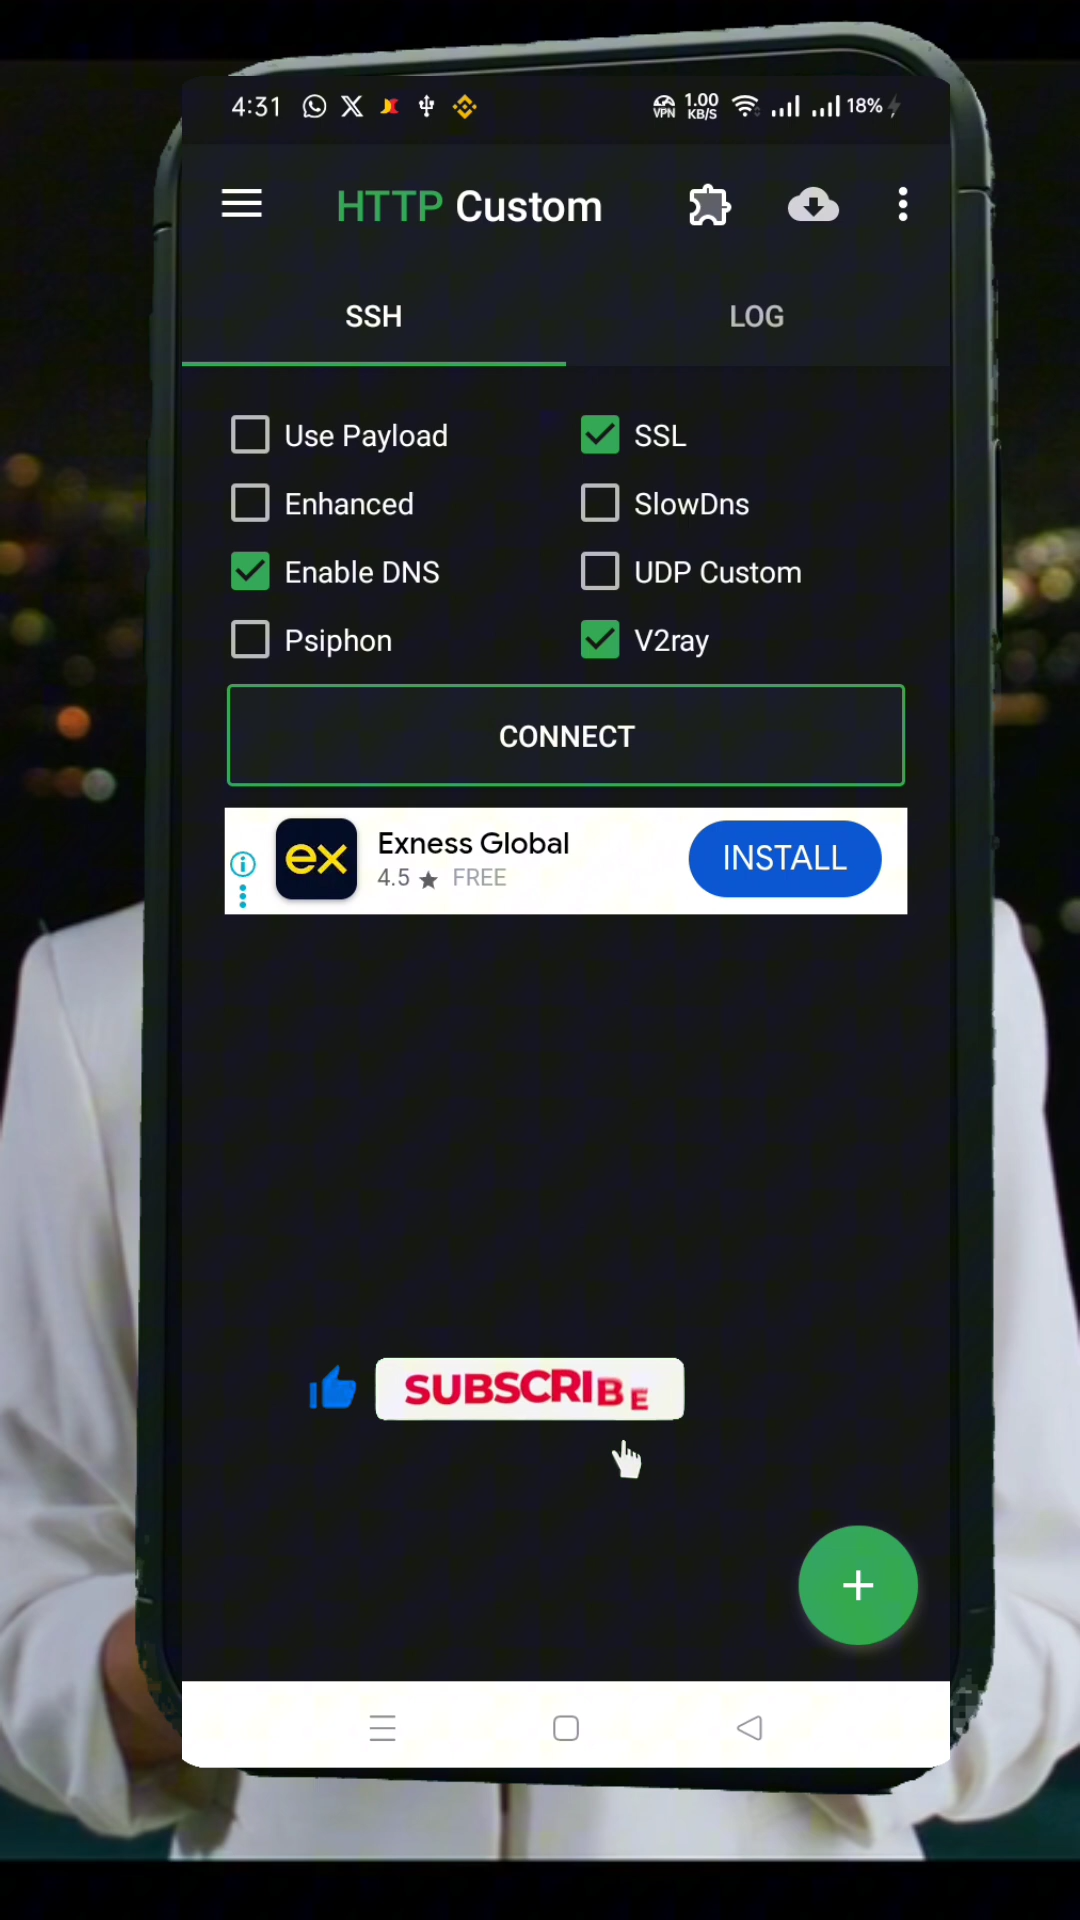 4:31 VPN 1.00 KB/S 18%
HTTP Custom
SSH LOG
Use Payload SSL
Enhanced SlowDns
Enable DNS UDP Custom
Psiphon V2ray
CONNECT
ex Exness Global INSTALL
4.5 ★ FREE
SUBSCRIBE